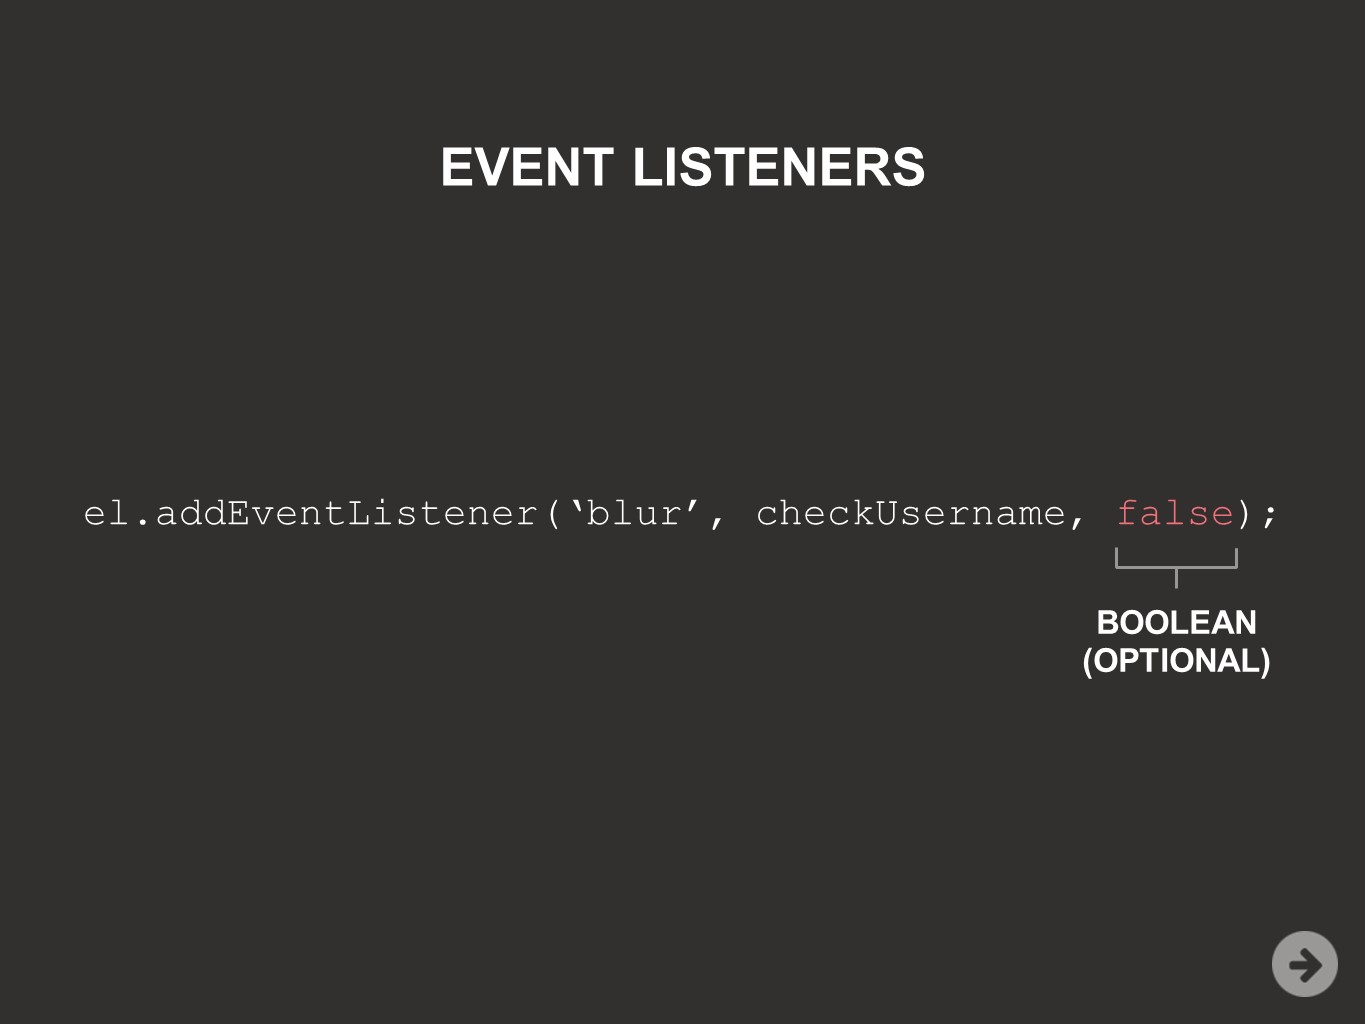 EVENT LISTENERS
el.addEventListener(‘blur’, checkUsername, false);
BOOLEAN
(OPTIONAL)